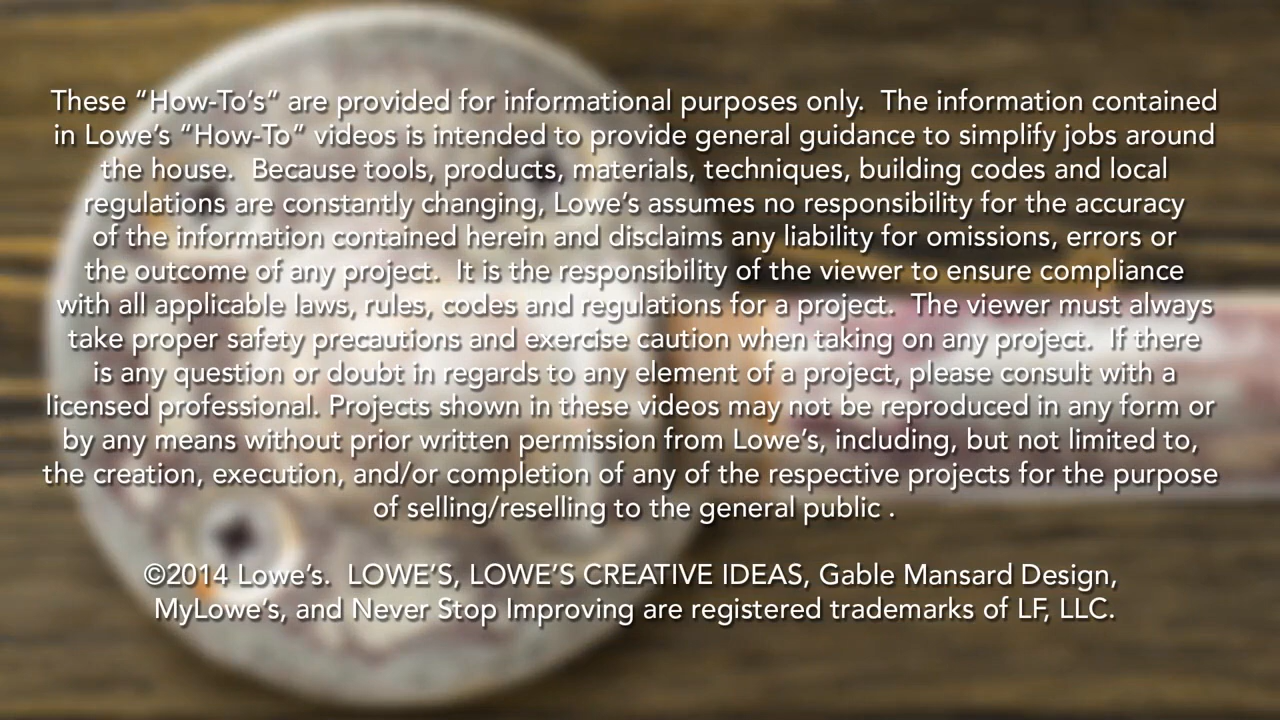 These “How-To’s” are provided for informational purposes only.  The information contained
in Lowe’s “How-To” videos is intended to provide general guidance to simplify jobs around
the house.  Because tools, products, materials, techniques, building codes and local
regulations are constantly changing, Lowe’s assumes no responsibility for the accuracy
of the information contained herein and disclaims any liability for omissions, errors or
the outcome of any project.  It is the responsibility of the viewer to ensure compliance
with all applicable laws, rules, codes and regulations for a project.  The viewer must always
take proper safety precautions and exercise caution when taking on any project.  If there
is any question or doubt in regards to any element of a project, please consult with a
licensed professional. Projects shown in these videos may not be reproduced in any form or
by any means without prior written permission from Lowe’s, including, but not limited to,
the creation, execution, and/or completion of any of the respective projects for the purpose
of selling/reselling to the general public .
©2014 Lowe’s.  LOWE’S, LOWE’S CREATIVE IDEAS, Gable Mansard Design,
MyLowe’s, and Never Stop Improving are registered trademarks of LF, LLC.